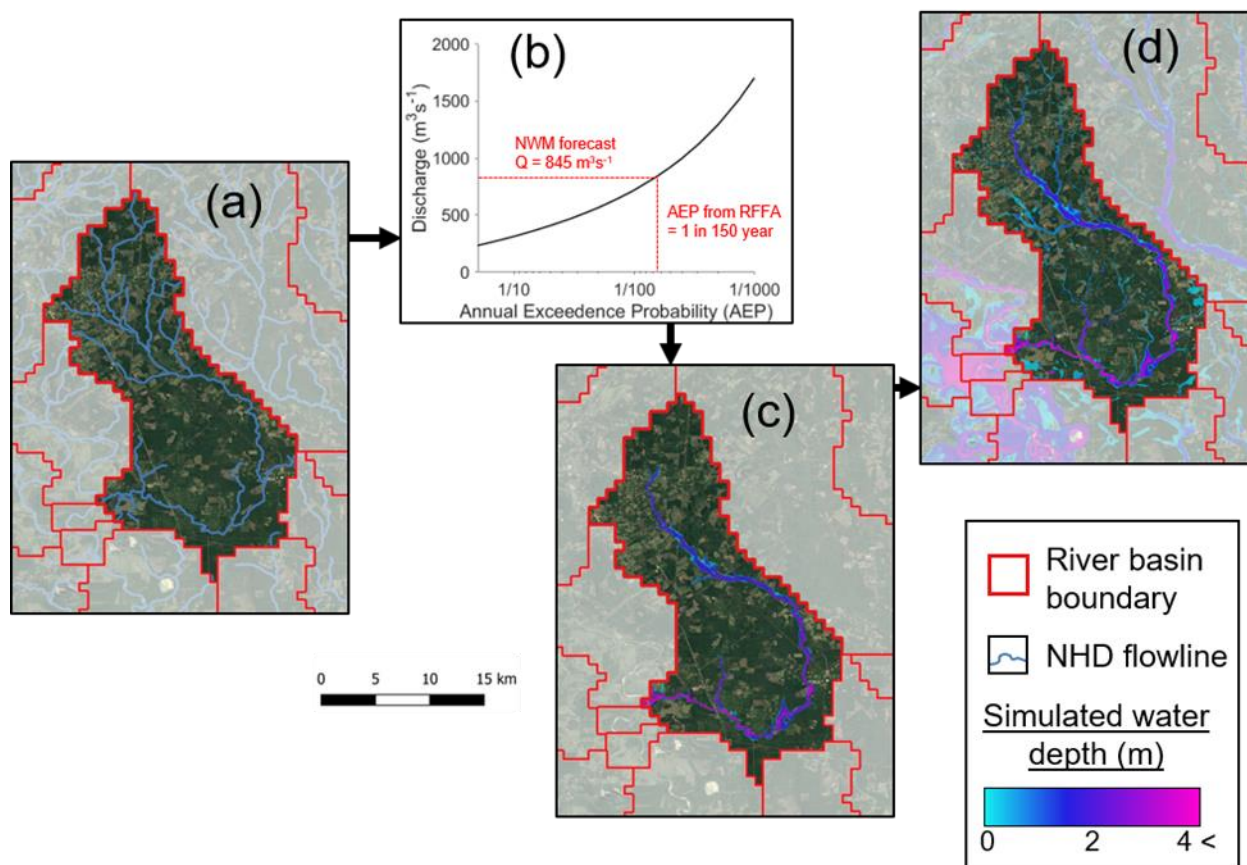 (a)
(b)
2000
1500
1000
500
0
Discharge (m³s⁻¹)
NWM forecast
Q = 845 m³s⁻¹
AEP from RFFA
= 1 in 150 year
1/10
1/100
1/1000
Annual Exceedence Probability (AEP)
(c)
(d)
0 5 10 15 km
River basin
boundary
NHD flowline
Simulated water
depth (m)
0 2 4 <